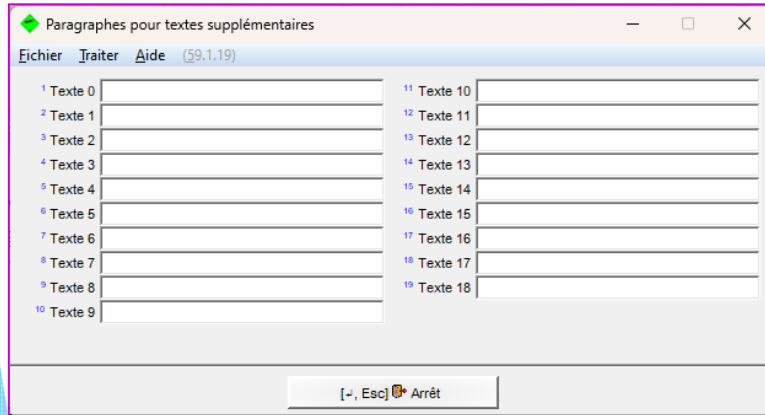 Paragraphes pour textes supplémentaires
Fichier Traiter Aide (59.1.19)
1 Texte 0
2 Texte 1
3 Texte 2
4 Texte 3
5 Texte 4
6 Texte 5
7 Texte 6
8 Texte 7
9 Texte 8
10 Texte 9
11 Texte 10
12 Texte 11
13 Texte 12
14 Texte 13
15 Texte 14
16 Texte 15
17 Texte 16
18 Texte 17
19 Texte 18
[↵, Esc] Arrêt